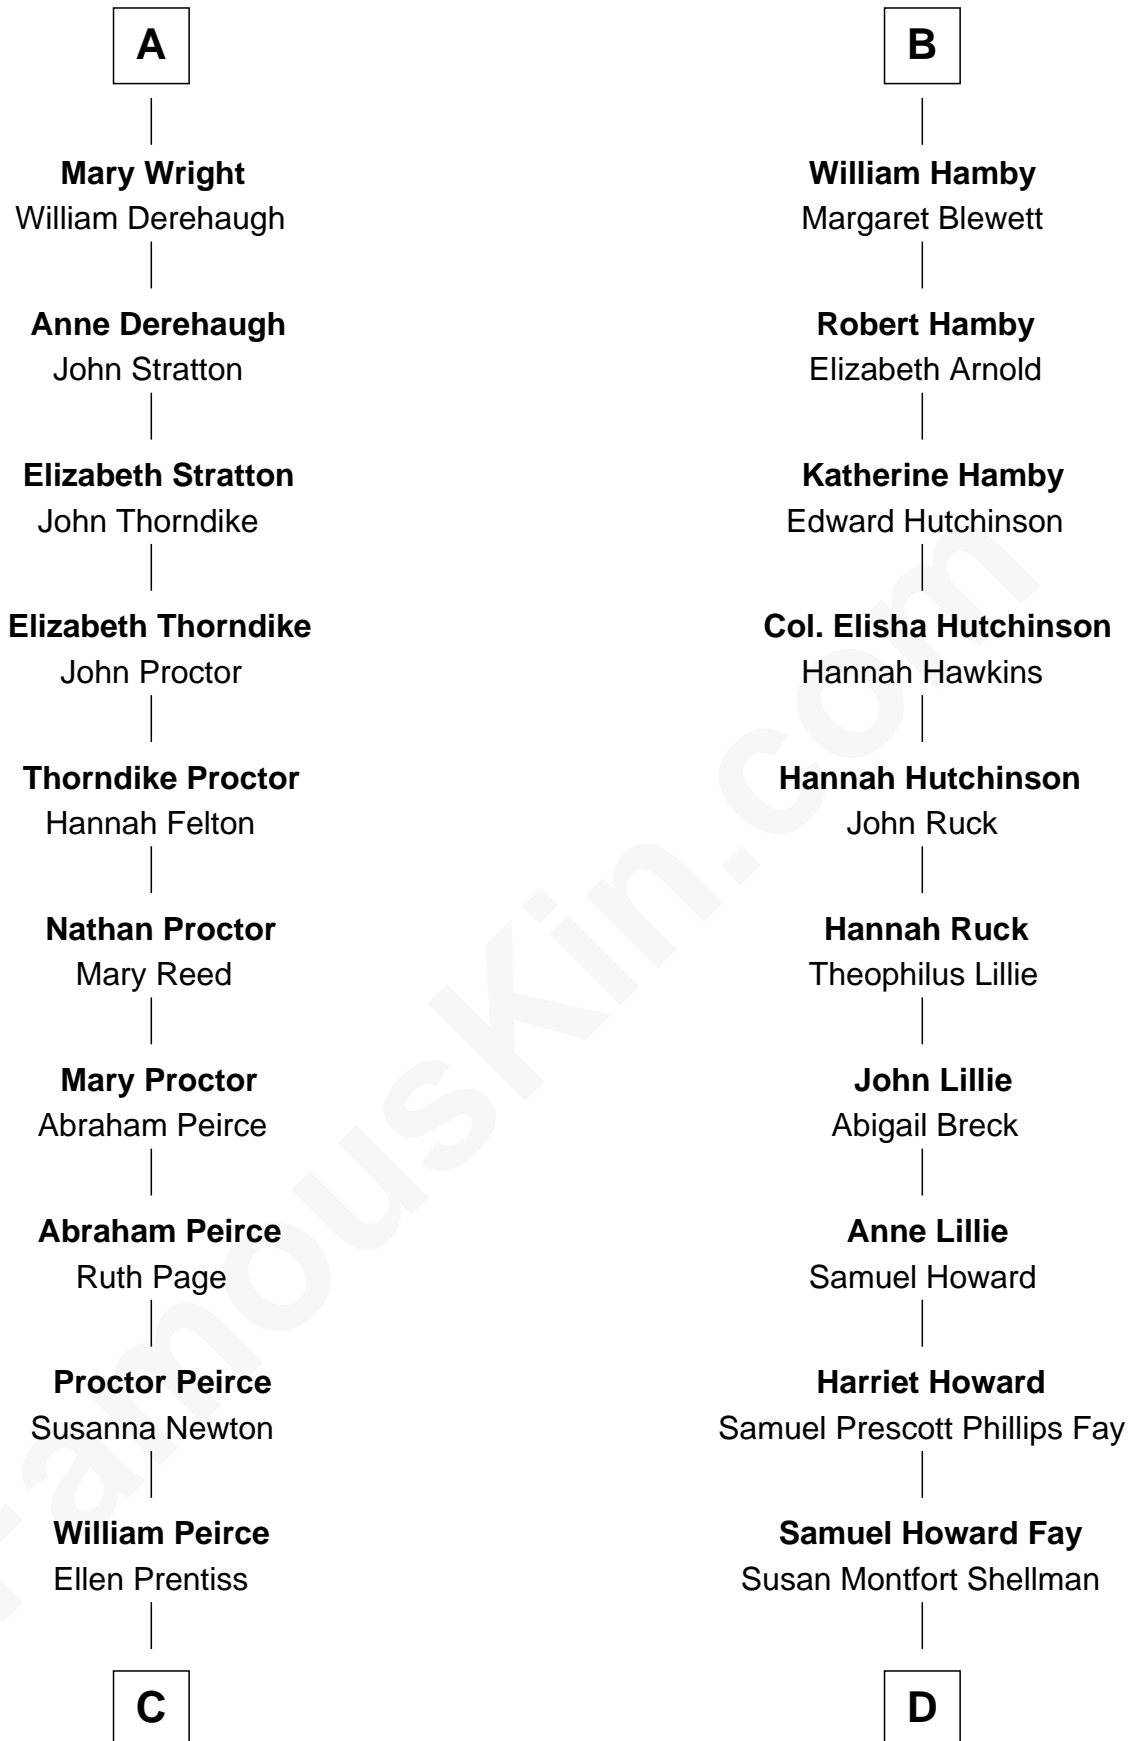 A
Mary Wright
William Derehaugh
Anne Derehaugh
John Stratton
Elizabeth Stratton
John Thorndike
Elizabeth Thorndike
John Proctor
Thorndike Proctor
Hannah Felton
Nathan Proctor
Mary Reed
Mary Proctor
Abraham Peirce
Abraham Peirce
Ruth Page
Proctor Peirce
Susanna Newton
William Peirce
Ellen Prentiss
C
B
William Hamby
Margaret Blewett
Robert Hamby
Elizabeth Arnold
Katherine Hamby
Edward Hutchinson
Col. Elisha Hutchinson
Hannah Hawkins
Hannah Hutchinson
John Ruck
Hannah Ruck
Theophilus Lillie
John Lillie
Abigail Breck
Anne Lillie
Samuel Howard
Harriet Howard
Samuel Prescott Phillips Fay
Samuel Howard Fay
Susan Montfort Shellman
D
FamousKin.com